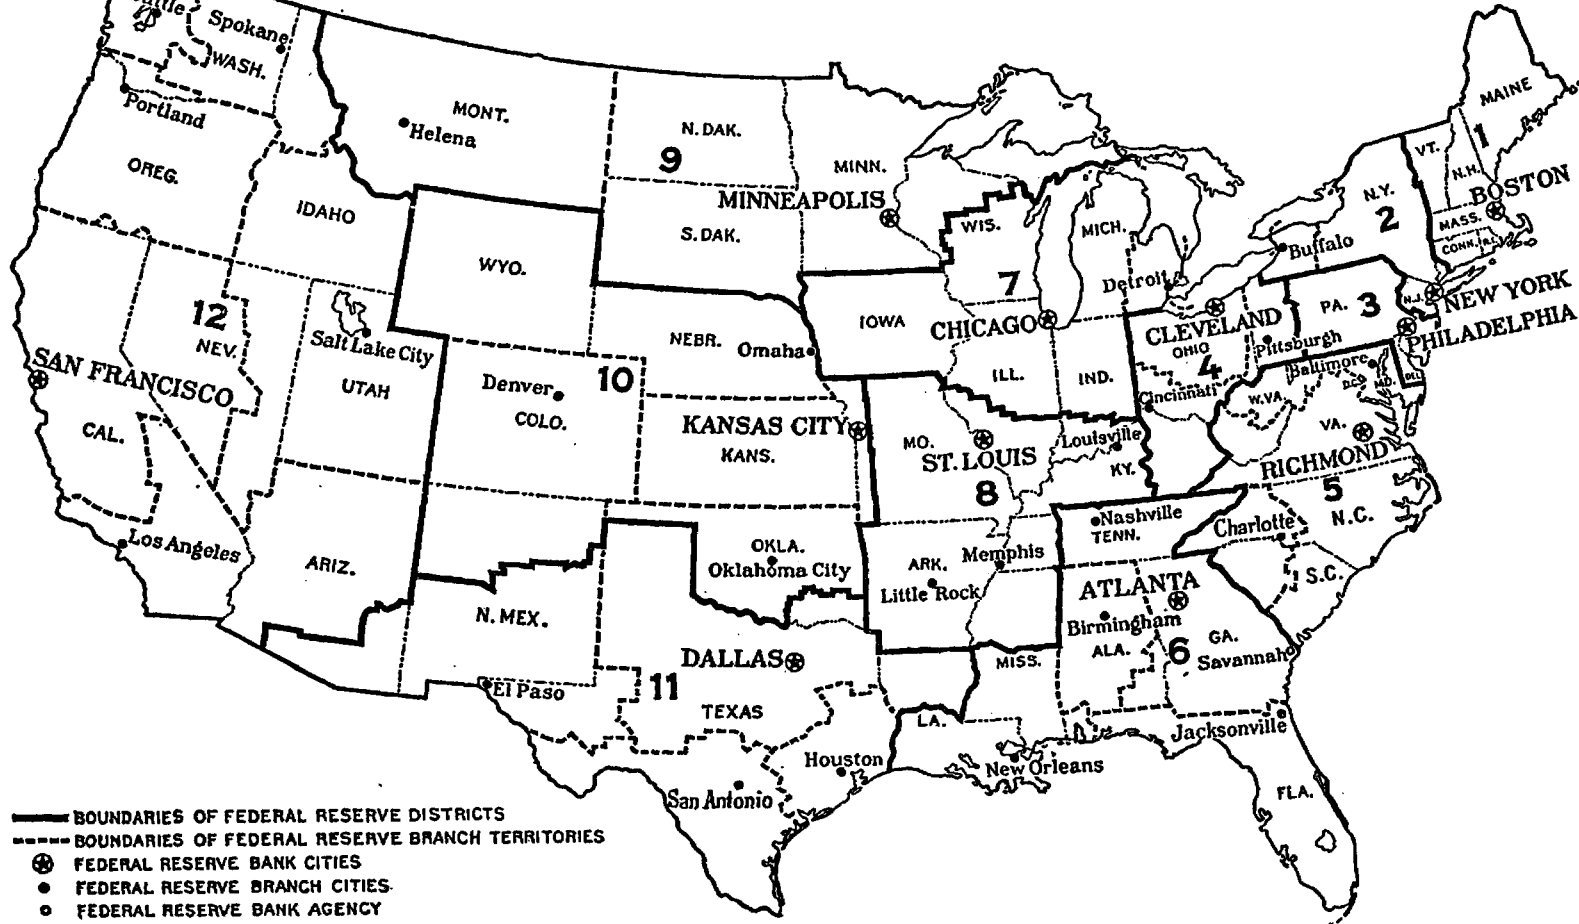 Spokane
WASH.
Portland
OREG.
MONT.
Helena
IDAHO
N. DAK.
9
MINN.
MINNEAPOLIS
S. DAK.
WYO.
WIS.
MICH.
7
Detroit
MAINE
VT.
1
N.H.
BOSTON
N.Y.
2
MASS.
CONN.
R.I.
Buffalo
12
NEV.
Salt Lake City
SAN FRANCISCO
UTAH
CAL.
Los Angeles
ARIZ.
NEBR.
Omaha
IOWA
CHICAGO
ILL.
IND.
CLEVELAND
OHIO
4
Cincinnati
PA.
3
N.J.
NEW YORK
PHILADELPHIA
Pittsburgh
Baltimore
D.C.
MD.
DEL.
W.VA.
VA.
RICHMOND
5
Denver
10
COLO.
KANSAS CITY
KANS.
MO.
ST. LOUIS
8
Louisville
KY.
Nashville
TENN.
Charlotte
N.C.
S.C.
OKLA.
Oklahoma City
ARK.
Memphis
Little Rock
ATLANTA
Birmingham
ALA.
6
GA.
Savannah
N. MEX.
DALLAS
El Paso
11
TEXAS
MISS.
LA.
Houston
New Orleans
Jacksonville
San Antonio
FLA.
BOUNDARIES OF FEDERAL RESERVE DISTRICTS
BOUNDARIES OF FEDERAL RESERVE BRANCH TERRITORIES
FEDERAL RESERVE BANK CITIES
FEDERAL RESERVE BRANCH CITIES
FEDERAL RESERVE BANK AGENCY